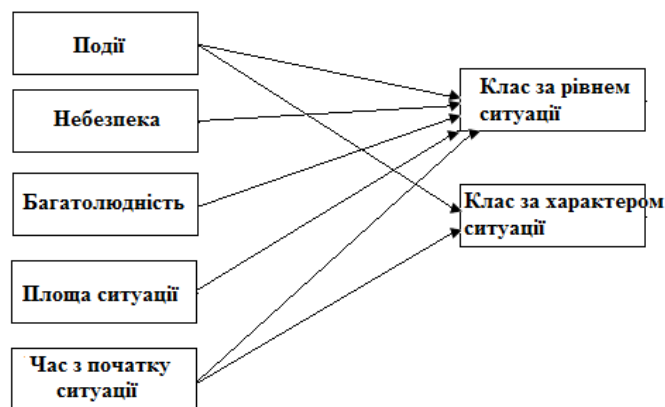 Події
Небезпека
Багатолюдність
Площа ситуації
Час з початку
ситуації
Клас за рівнем
ситуації
Клас за характером
ситуації